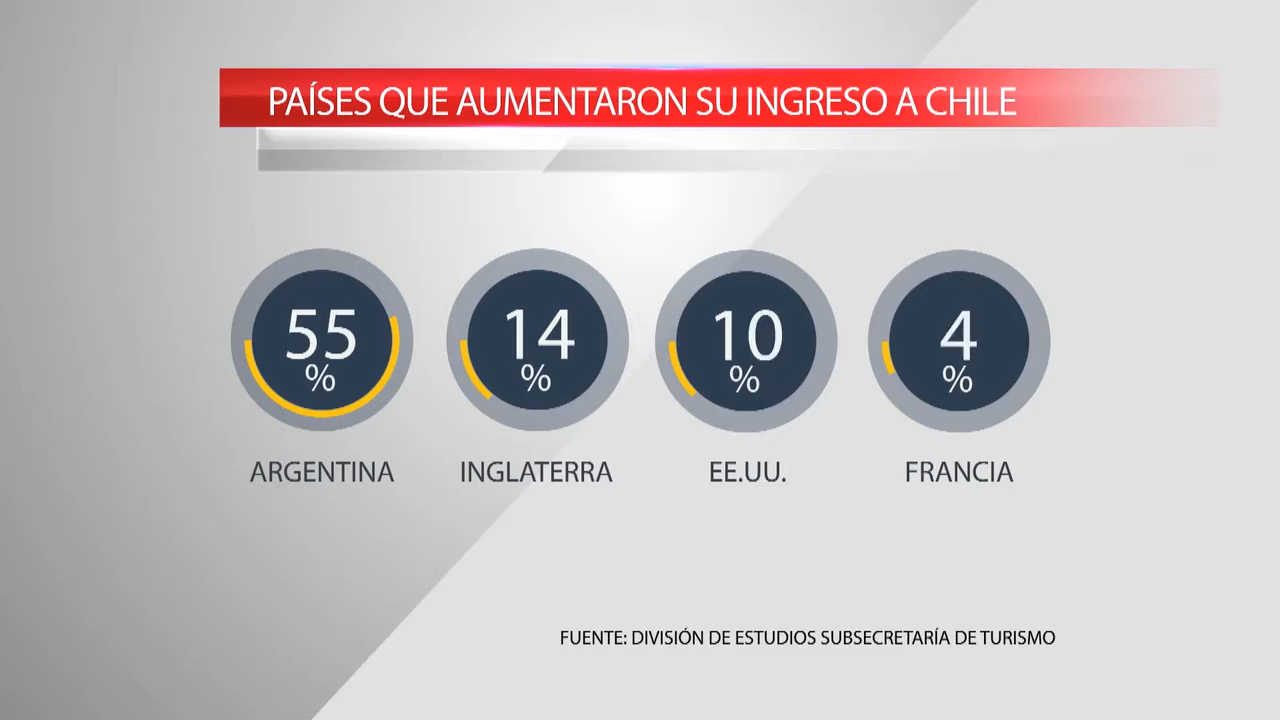 PAÍSES QUE AUMENTARON SU INGRESO A CHILE
55 %
14 %
10 %
4 %
ARGENTINA
INGLATERRA
EE.UU.
FRANCIA
FUENTE: DIVISIÓN DE ESTUDIOS SUBSECRETARÍA DE TURISMO